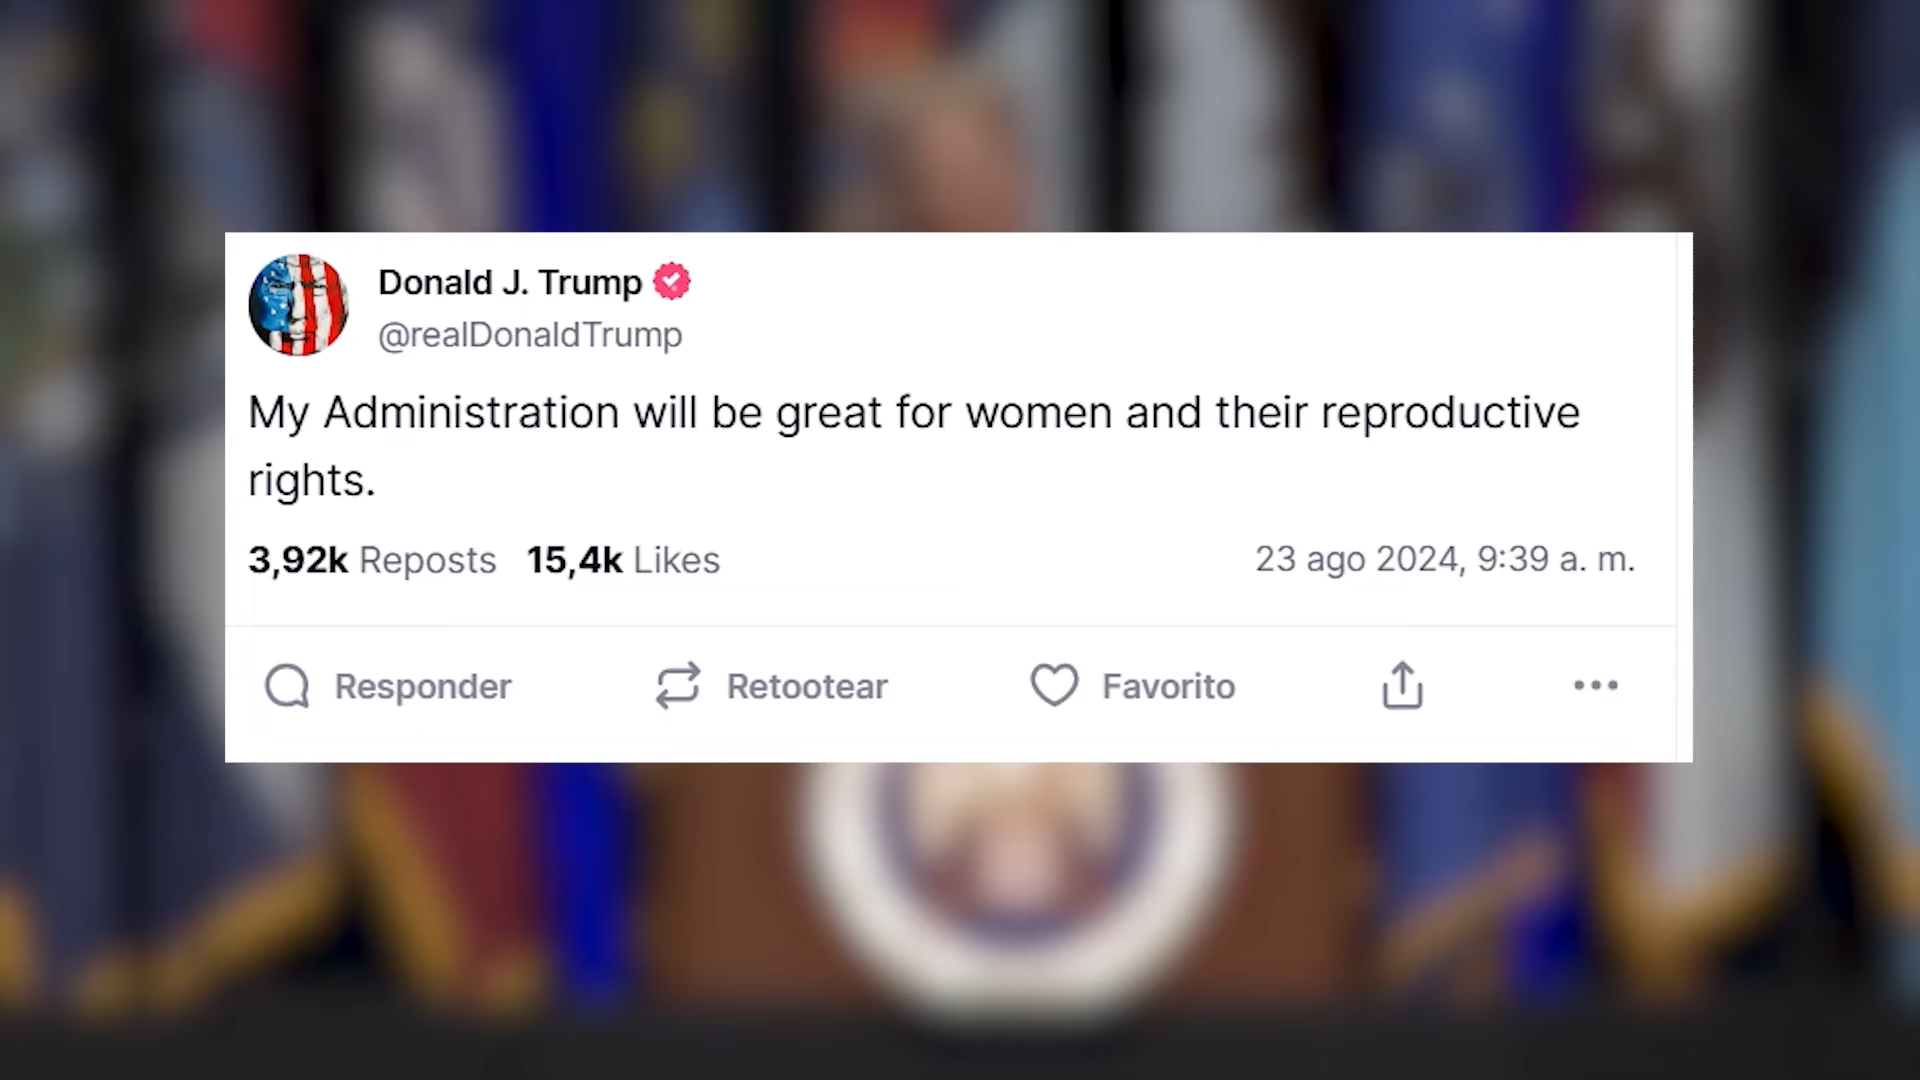 Donald J. Trump
@realDonaldTrump
My Administration will be great for women and their reproductive
rights.
3,92k Reposts 15,4k Likes 23 ago 2024, 9:39 a. m.
Responder Retootear Favorito